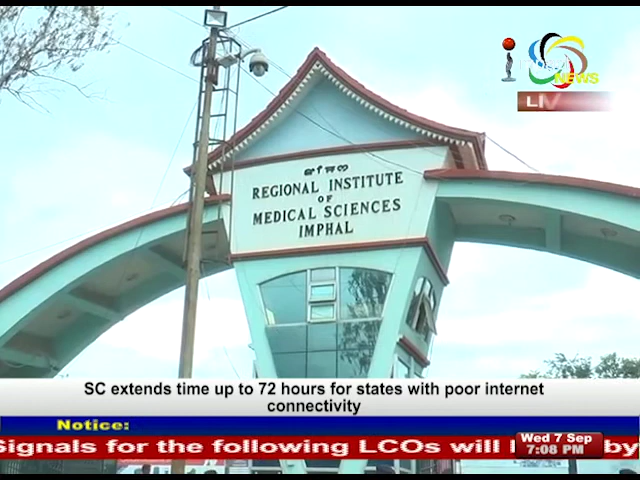 NEWS
LIV
REGIONAL INSTITUTE
OF
MEDICAL SCIENCES
IMPHAL
SC extends time up to 72 hours for states with poor internet
connectivity
Notice:
Signals for the following LCOs will
by
Wed 7 Sep
7:08 PM